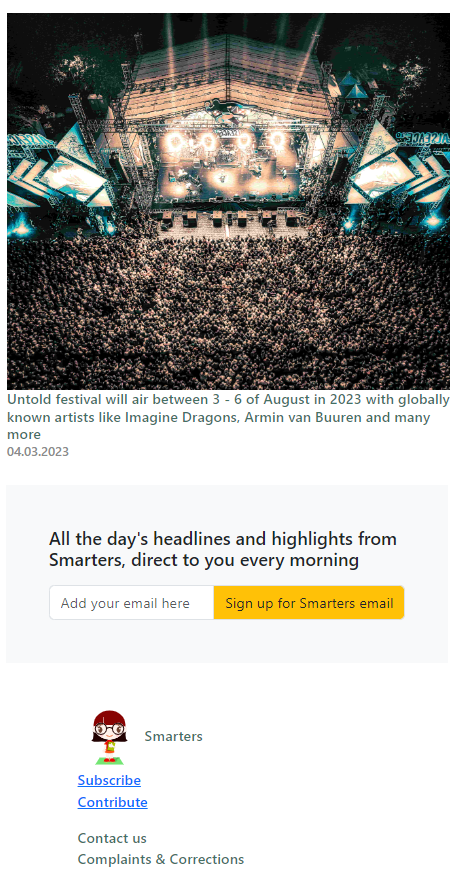 Untold festival will air between 3 - 6 of August in 2023 with globally
known artists like Imagine Dragons, Armin van Buuren and many
more
04.03.2023
All the day's headlines and highlights from
Smarters, direct to you every morning
Add your email here
Sign up for Smarters email
Smarters
Subscribe
Contribute
Contact us
Complaints & Corrections